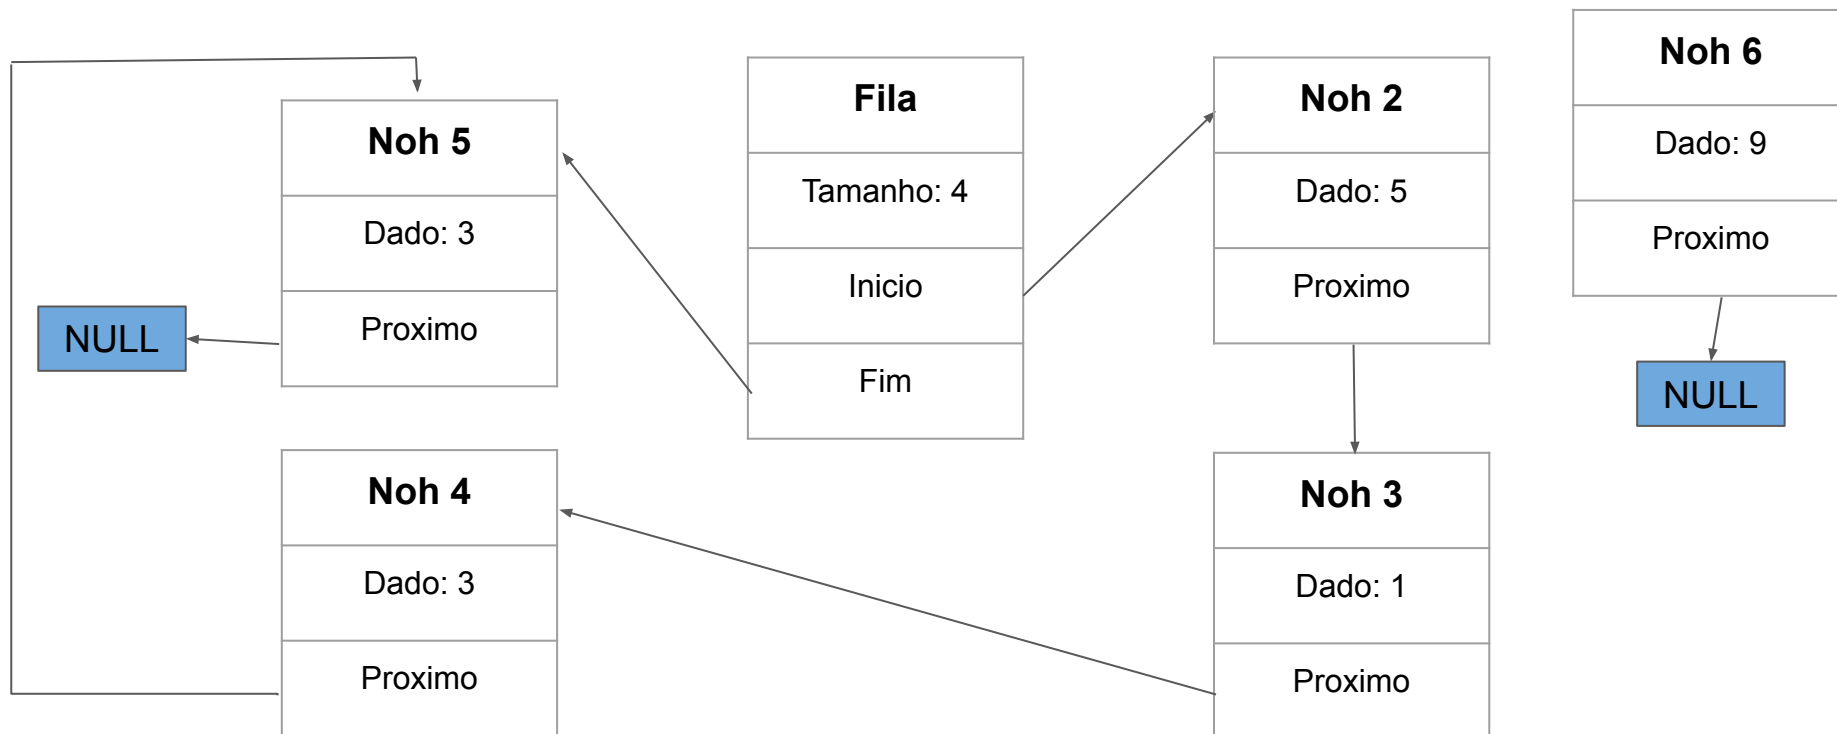 Noh 5
Dado: 3
Proximo
NULL
Fila
Tamanho: 4
Inicio
Fim
Noh 2
Dado: 5
Proximo
Noh 6
Dado: 9
Proximo
NULL
Noh 4
Dado: 3
Proximo
Noh 3
Dado: 1
Proximo